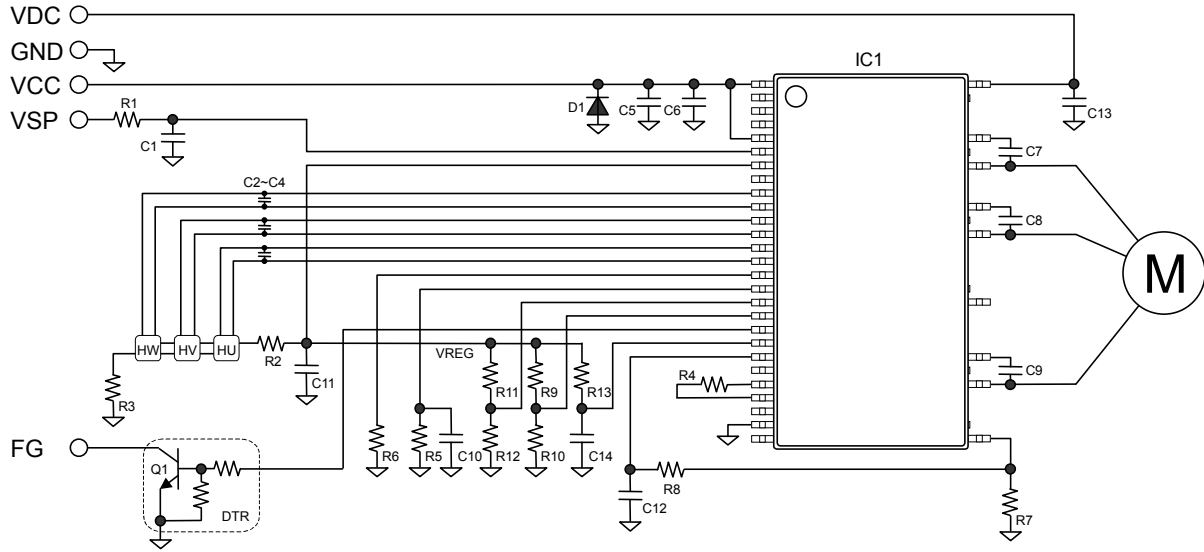 VDC
GND
VCC
VSP
R1
C1
D1
C5
C6
IC1
C13
C7
C8
C9
M
C2~C4
HW
HV
HU
R2
R3
C11
VREG
R11
R9
R13
R4
R6
R5
C10
R12
R10
C14
R8
C12
R7
FG
Q1
DTR